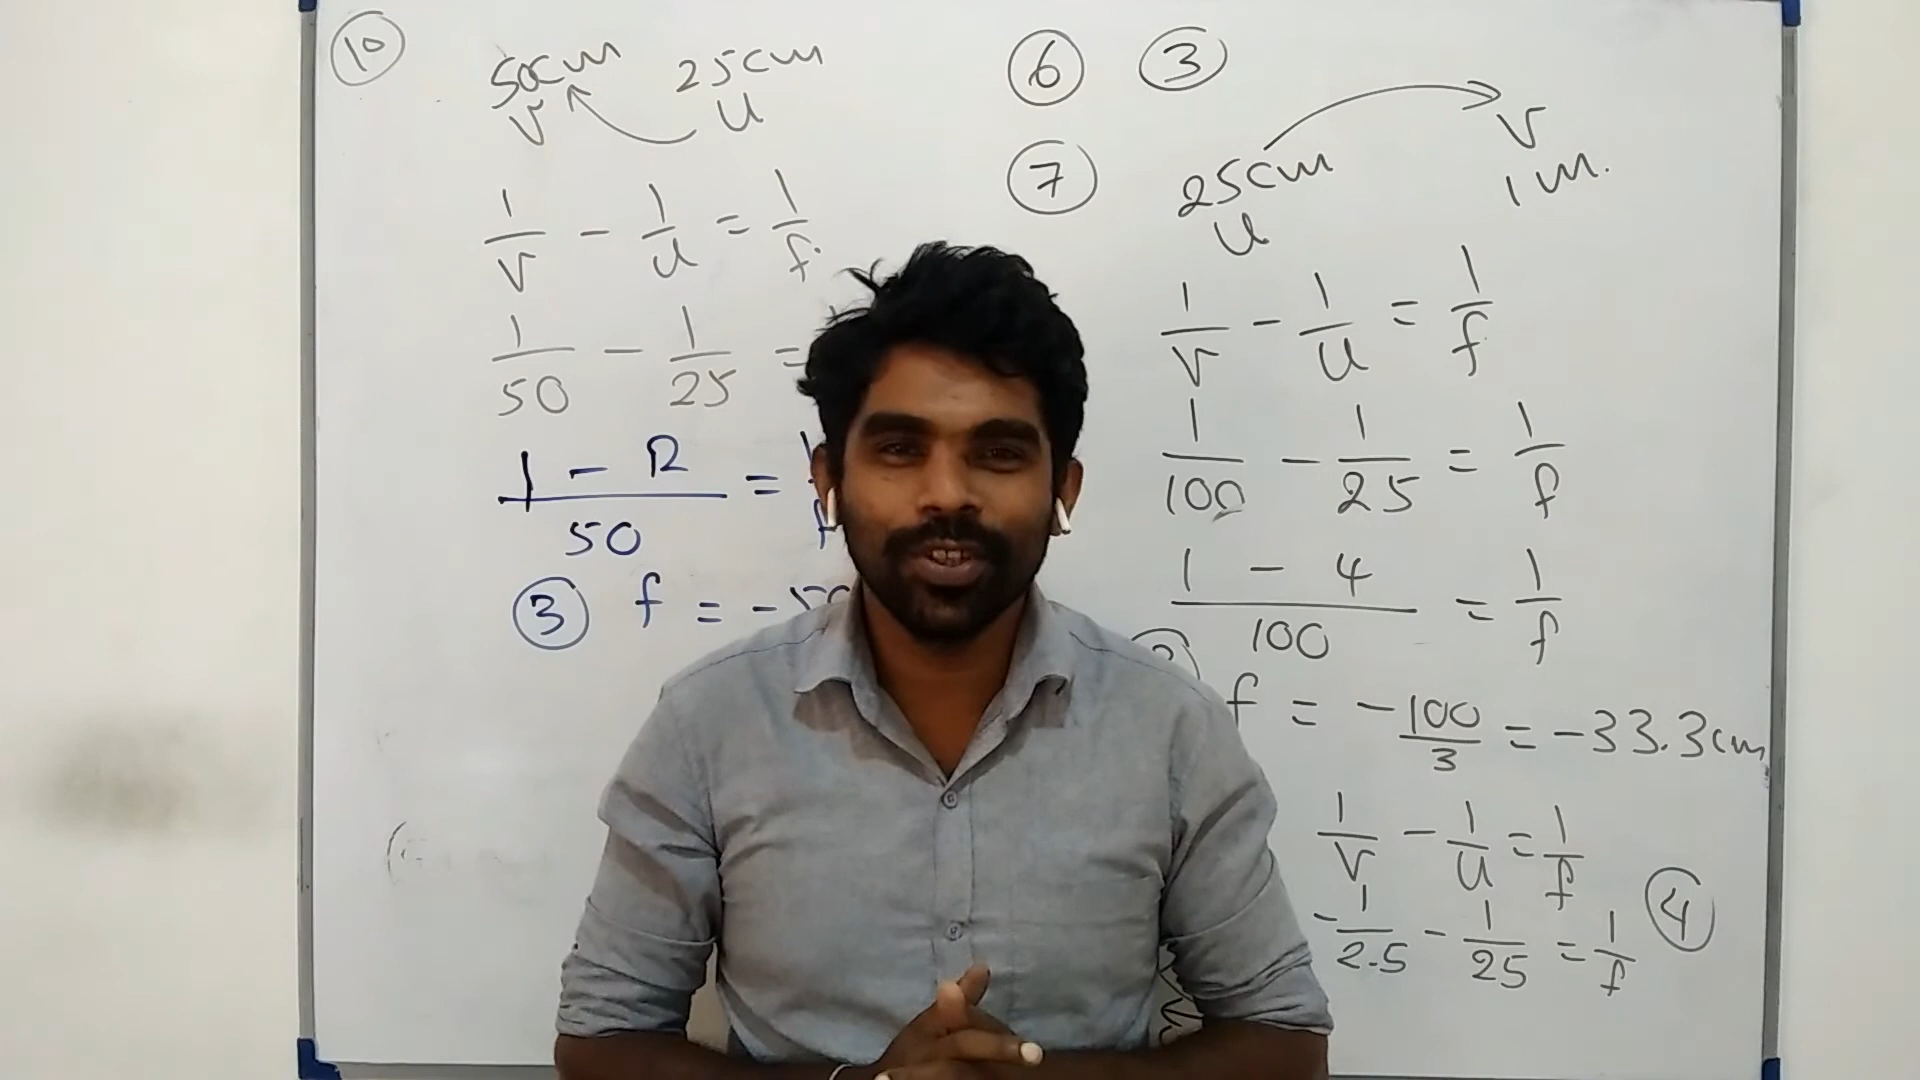 10
50cm 25cm
v u
1/v - 1/u = 1/f
1/50 - 1/25 =
1 - 2 / 50 =
3 f = -50
6 3
7 25cm v
u 1m.
1/v - 1/u = 1/f
1/100 - 1/25 = 1/f
1 - 4 / 100 = 1/f
f = -100/3 = -33.3cm
1/v - 1/u = 1/f
-1/2.5 - 1/25 = 1/f 4